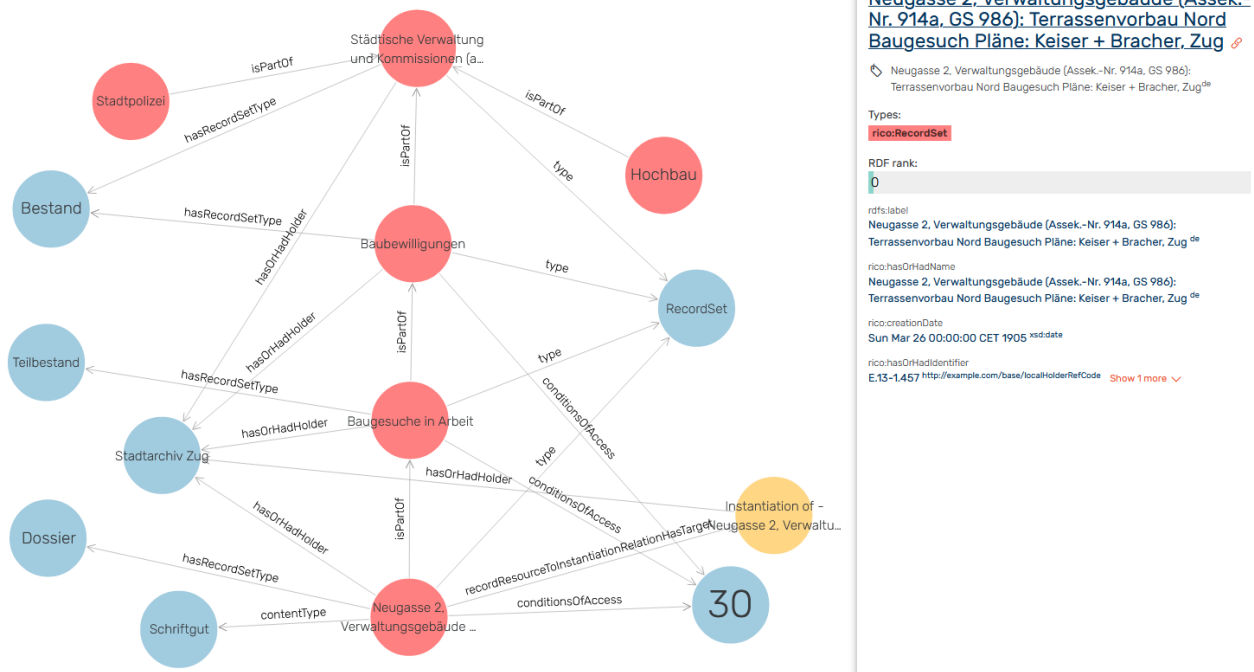 Städtische Verwaltung
und Kommissionen (a…
isPartOf
Stadtpolizei
hasRecordSetType
isPartOf
isPartOf
type
Hochbau
Bestand
hasRecordSetType
hasOrHadHolder
Baubewilligungen
type
RecordSet
isPartOf
hasOrHadHolder
type
Teilbestand
hasRecordSetType
conditionsOfAccess
Baugesuche in Arbeit
hasOrHadHolder
Stadtarchiv Zug
type
hasOrHadHolder
conditionsOfAccess
Instantiation of -
Neugasse 2, Verwaltu…
isPartOf
hasOrHadHolder
Dossier
recordResourceToInstantiationRelationHasTarget
hasRecordSetType
conditionsOfAccess
30
Neugasse 2,
Verwaltungsgebäude …
contentType
Schriftgut
Neugasse 2, Verwaltungsgebäude (Assek.-
Nr. 914a, GS 986): Terrassenvorbau Nord
Baugesuch Pläne: Keiser + Bracher, Zug
Neugasse 2, Verwaltungsgebäude (Assek.-Nr. 914a, GS 986):
Terrassenvorbau Nord Baugesuch Pläne: Keiser + Bracher, Zug de
Types:
rico:RecordSet
RDF rank:
0
rdfs:label
Neugasse 2, Verwaltungsgebäude (Assek.-Nr. 914a, GS 986):
Terrassenvorbau Nord Baugesuch Pläne: Keiser + Bracher, Zug de
rico:hasOrHadName
Neugasse 2, Verwaltungsgebäude (Assek.-Nr. 914a, GS 986):
Terrassenvorbau Nord Baugesuch Pläne: Keiser + Bracher, Zug de
rico:creationDate
Sun Mar 26 00:00:00 CET 1905 xsd:date
rico:hasOrHadIdentifier
E.13-1.457 http://example.com/base/localHolderRefCode Show 1 more